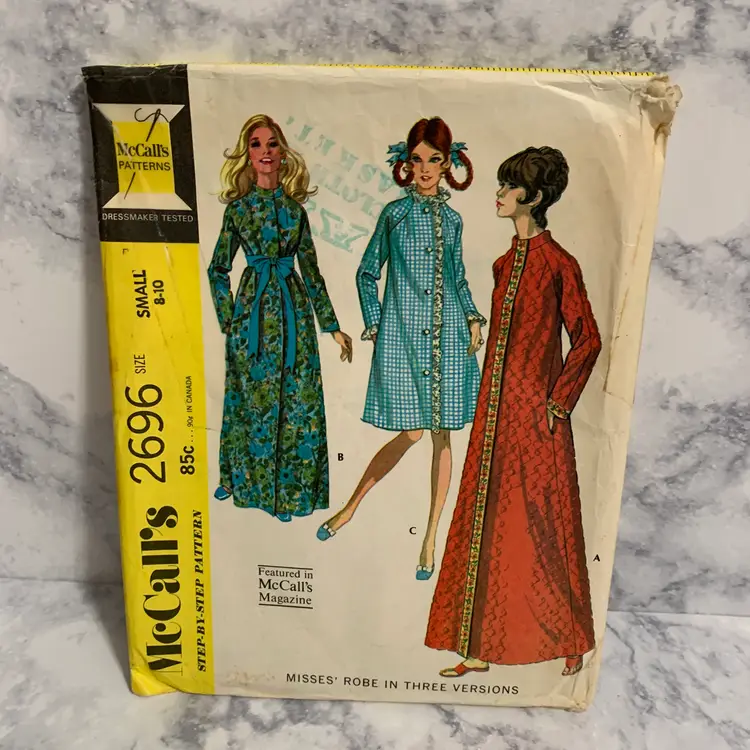 McCall's
PATTERNS
DRESSMAKER TESTED
SMALL
8-10
SIZE
2696
85c....90¢ IN CANADA
McCall's
STEP-BY-STEP PATTERN
B
C
A
Featured in
McCall's
Magazine
MISSES' ROBE IN THREE VERSIONS